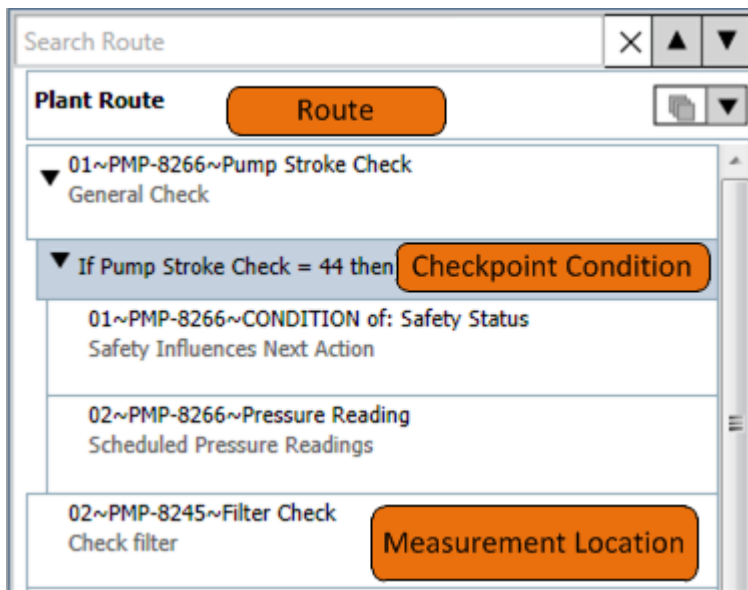 Search Route
Plant Route
Route
01~PMP-8266~Pump Stroke Check
General Check
If Pump Stroke Check = 44 then
Checkpoint Condition
01~PMP-8266~CONDITION of: Safety Status
Safety Influences Next Action
02~PMP-8266~Pressure Reading
Scheduled Pressure Readings
02~PMP-8245~Filter Check
Check filter
Measurement Location